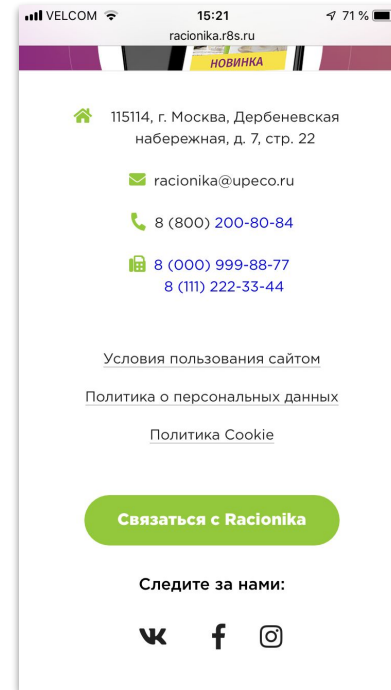 VELCOM 15:21 71 %
racionika.r8s.ru
НОВИНКА
115114, г. Москва, Дербеневская
набережная, д. 7, стр. 22
racionika@upeco.ru
8 (800) 200-80-84
8 (000) 999-88-77
8 (111) 222-33-44
Условия пользования сайтом
Политика о персональных данных
Политика Cookie
Связаться с Racionika
Следите за нами: